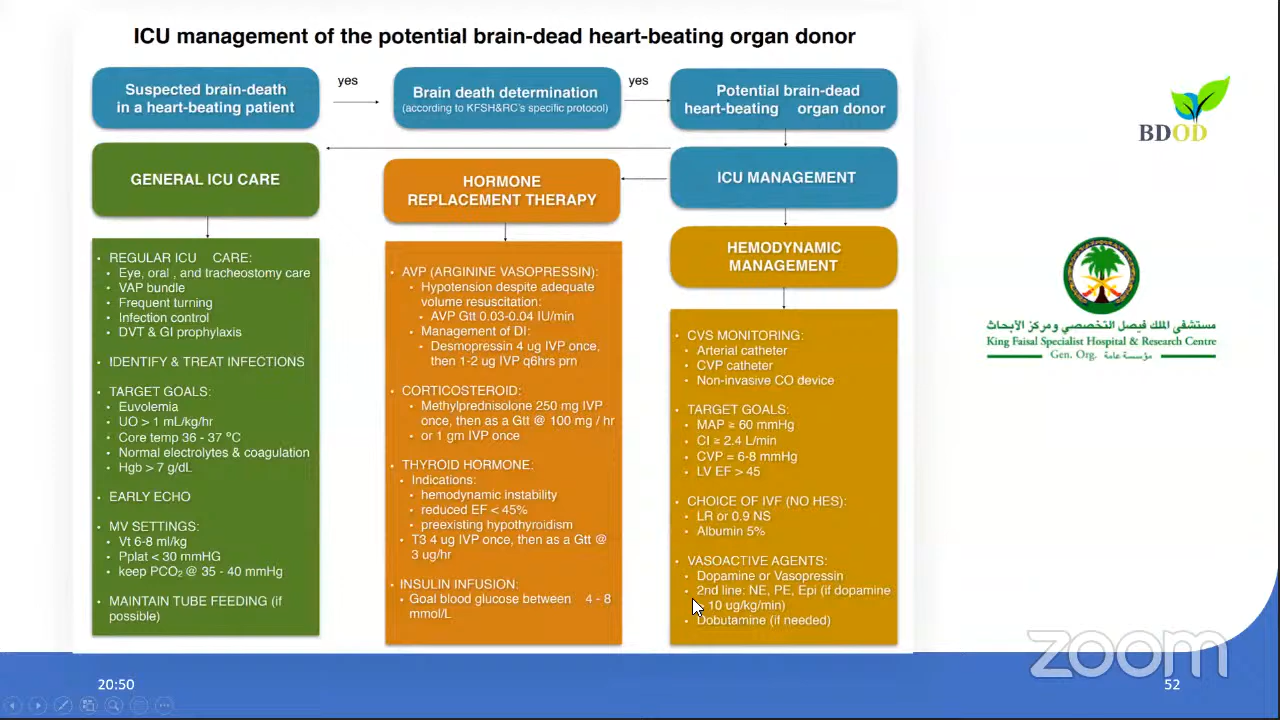 ICU management of the potential brain-dead heart-beating organ donor
Suspected brain-death
in a heart-beating patient
yes
Brain death determination
(according to KFSH&RC's specific protocol)
yes
Potential brain-dead
heart-beating organ donor
GENERAL ICU CARE
HORMONE
REPLACEMENT THERAPY
ICU MANAGEMENT
HEMODYNAMIC
MANAGEMENT
• REGULAR ICU CARE:
• Eye, oral , and tracheostomy care
• VAP bundle
• Frequent turning
• Infection control
• DVT & GI prophylaxis
• IDENTIFY & TREAT INFECTIONS
• TARGET GOALS:
• Euvolemia
• UO > 1 mL/kg/hr
• Core temp 36 - 37 ºC
• Normal electrolytes & coagulation
• Hgb > 7 g/dL
• EARLY ECHO
• MV SETTINGS:
• Vt 6-8 ml/kg
• Pplat < 30 mmHG
• keep PCO₂ @ 35 - 40 mmHg
• MAINTAIN TUBE FEEDING (if
possible)
• AVP (ARGININE VASOPRESSIN):
• Hypotension despite adequate
volume resuscitation:
• AVP Gtt 0.03-0.04 IU/min
• Management of DI:
• Desmopressin 4 ug IVP once,
then 1-2 ug IVP q6hrs prn
• CORTICOSTEROID:
• Methylprednisolone 250 mg IVP
once, then as a Gtt @ 100 mg / hr
• or 1 gm IVP once
• THYROID HORMONE:
• Indications:
• hemodynamic instability
• reduced EF < 45%
• preexisting hypothyroidism
• T3 4 ug IVP once, then as a Gtt @
3 ug/hr
• INSULIN INFUSION:
• Goal blood glucose between 4 - 8
mmol/L
• CVS MONITORING:
• Arterial catheter
• CVP catheter
• Non-invasive CO device
• TARGET GOALS:
• MAP ≥ 60 mmHg
• CI ≥ 2.4 L/min
• CVP = 6-8 mmHg
• LV EF > 45
• CHOICE OF IVF (NO HES):
• LR or 0.9 NS
• Albumin 5%
• VASOACTIVE AGENTS:
• Dopamine or Vasopressin
• 2nd line: NE, PE, Epi (if dopamine
10 ug/kg/min)
• Dobutamine (if needed)
BDOD
مستشفى الملك فيصل التخصصي ومركز الأبحاث
King Faisal Specialist Hospital & Research Centre
Gen. Org. مؤسسة عامة
zoom
20:50
52